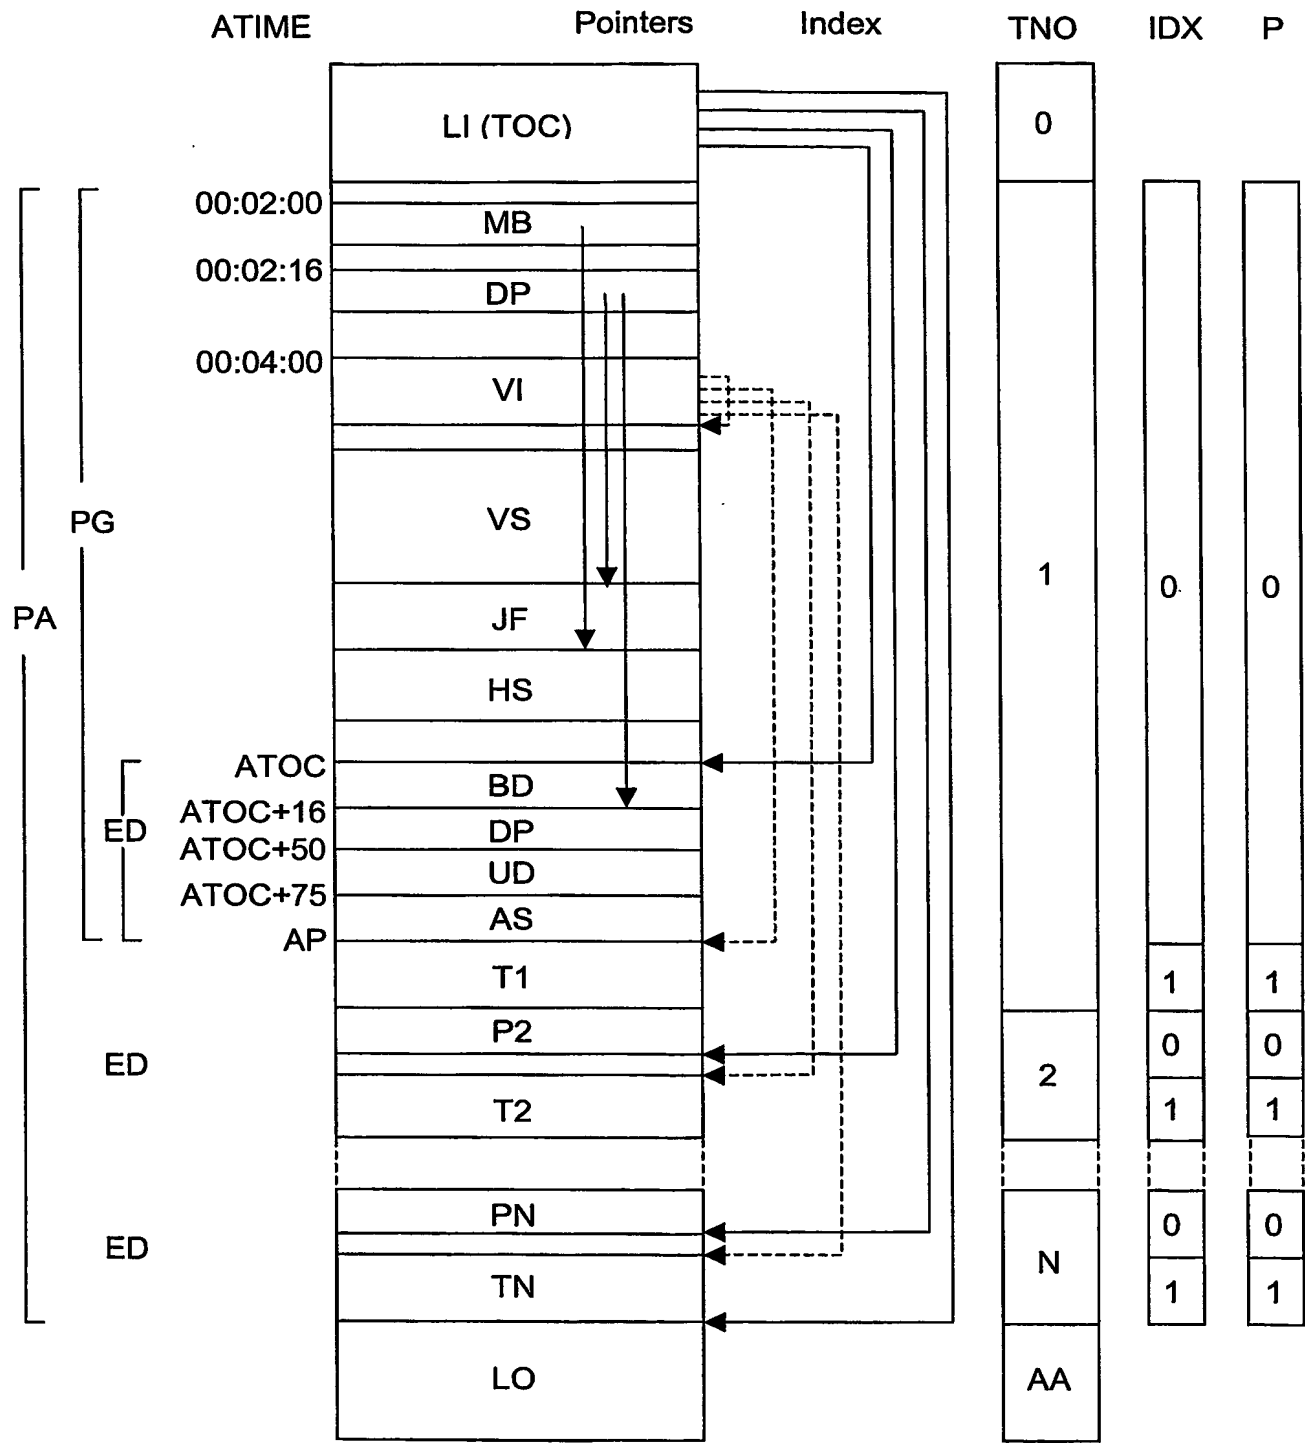 ATIME Pointers Index TNO IDX P
LI (TOC) 0
00:02:00
MB
00:02:16
DP
00:04:00
VI
VS
PG
JF
1 0 0
PA
HS
ATOC
BD
ATOC+16
ED DP
ATOC+50
UD
ATOC+75
AS
AP
T1 1 1
P2 0 0
ED 2
T2 1 1
PN 0 0
ED N
TN 1 1
LO AA